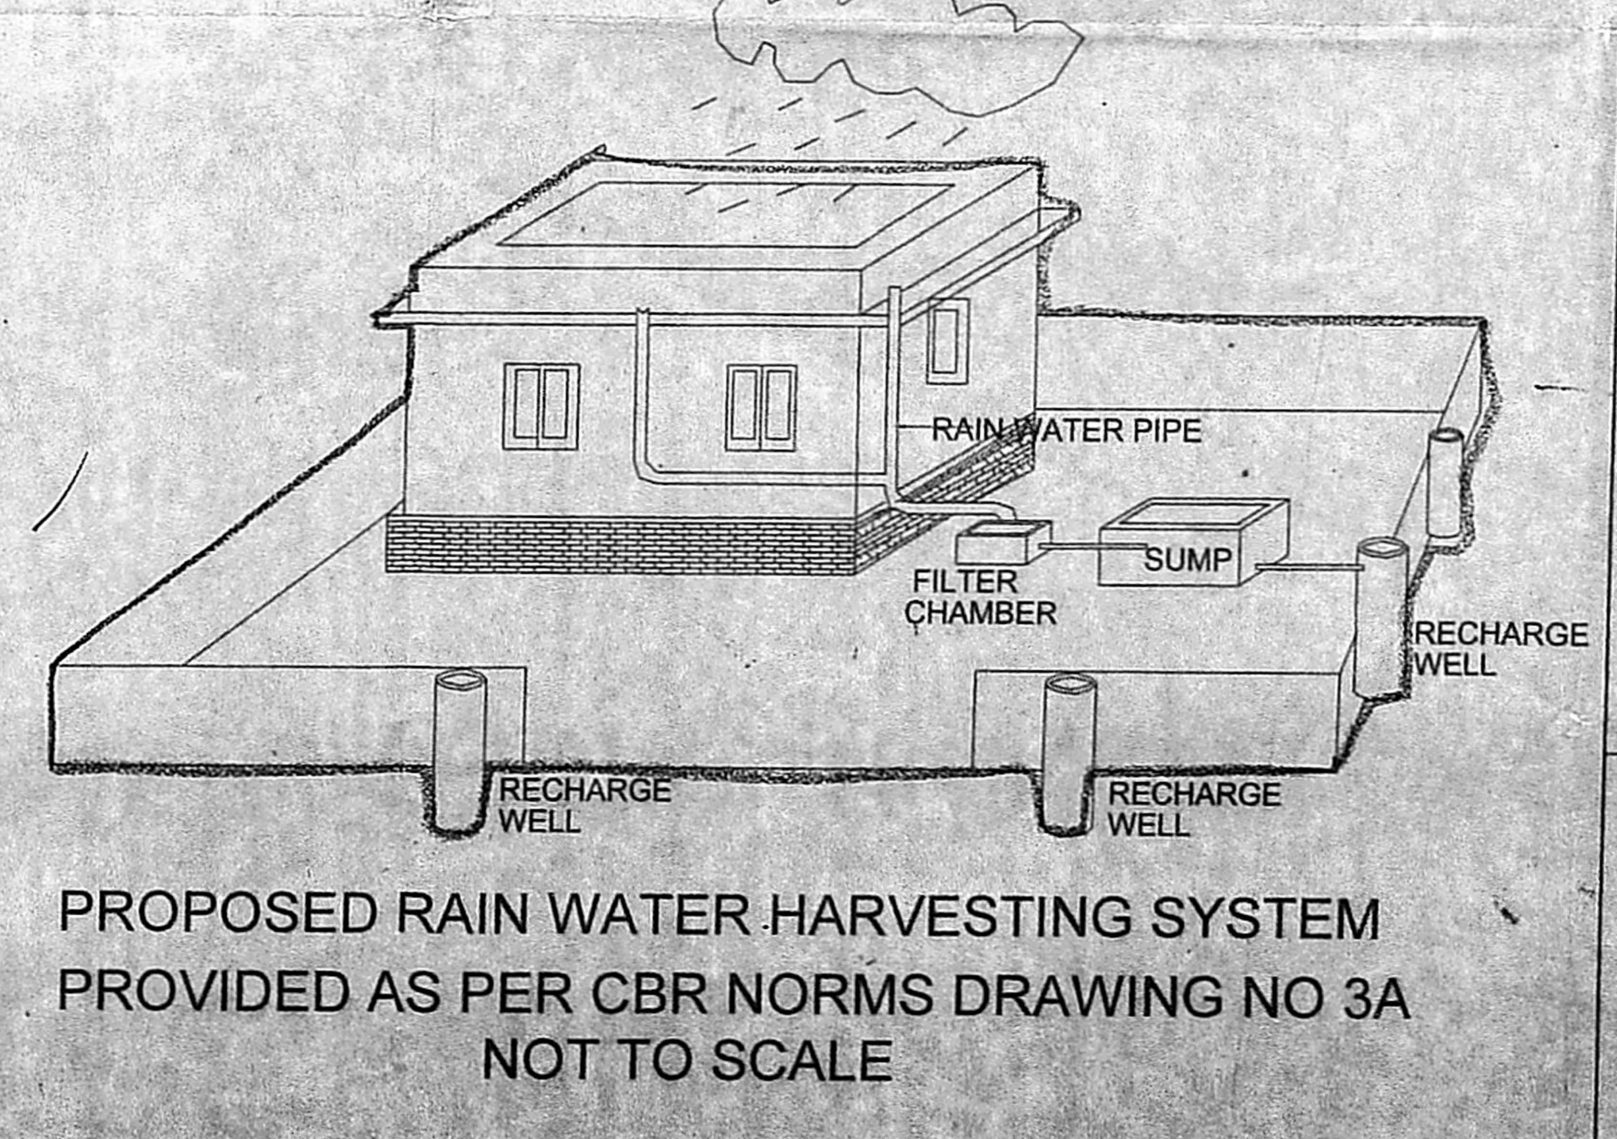 RAIN WATER PIPE
SUMP
FILTER
CHAMBER
RECHARGE
WELL
RECHARGE
WELL
RECHARGE
WELL
PROPOSED RAIN WATER HARVESTING SYSTEM
PROVIDED AS PER CBR NORMS DRAWING NO 3A
NOT TO SCALE